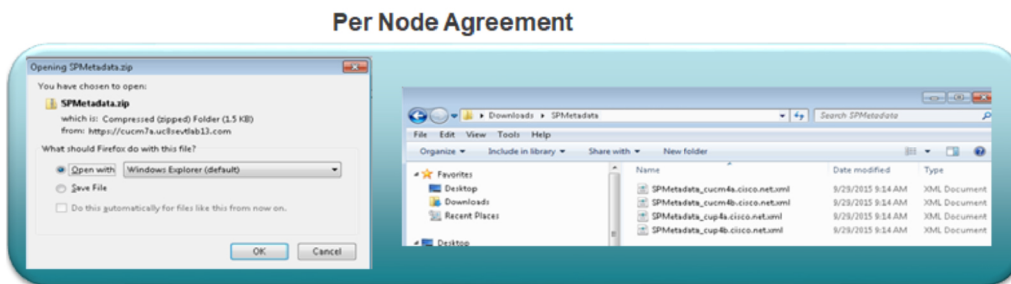 Per Node Agreement
Opening SPMetadata.zip
You have chosen to open:
SPMetadata.zip
which is: Compressed (zipped) Folder (1.5 KB)
from: https://cucm7a.ucllsevtlab13.com
What should Firefox do with this file?
Open with Windows Explorer (default)
Save File
Do this automatically for files like this from now on.
OK Cancel
Downloads SPMetadata
Search SPMetadata
File Edit View Tools Help
Organize Include in library Share with New folder
Favorites
Desktop
Downloads
Recent Places
Desktop
Name Date modified Type
SPMetadata_cucm4a.cisco.net.xml 9/29/2015 9:14 AM XML Document
SPMetadata_cucm4b.cisco.net.xml 9/29/2015 9:14 AM XML Document
SPMetadata_cup4a.cisco.net.xml 9/29/2015 9:14 AM XML Document
SPMetadata_cup4b.cisco.net.xml 9/29/2015 9:14 AM XML Document